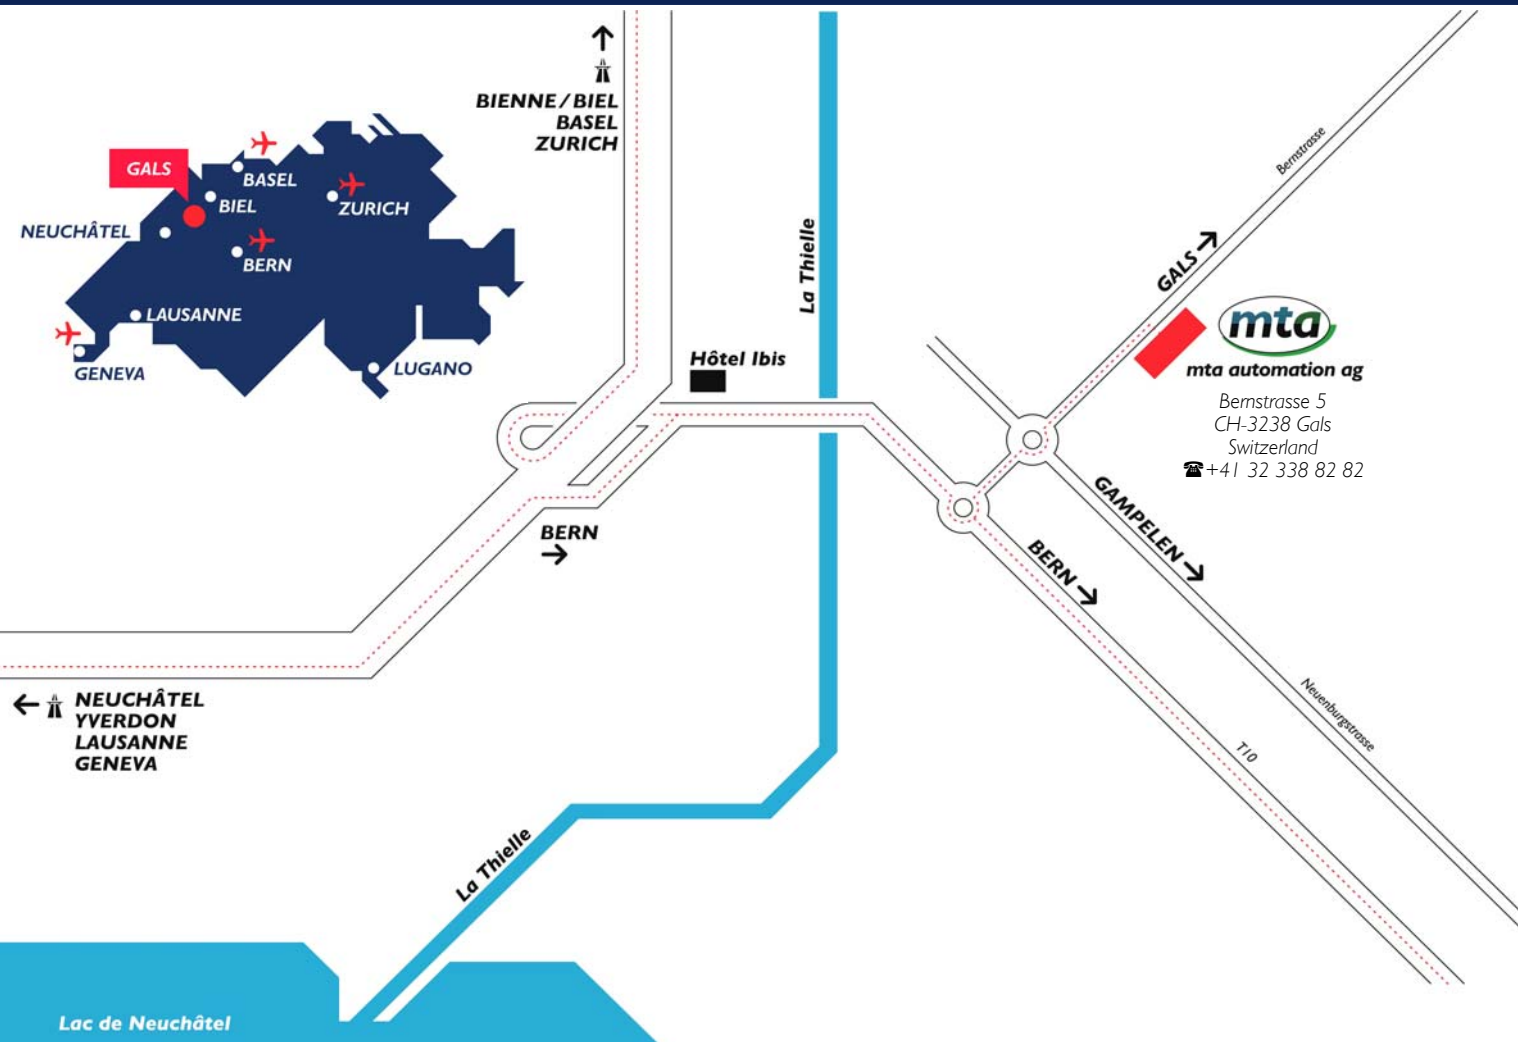 BIENNE/BIEL
BASEL
ZURICH
GALS
BASEL
BIEL
ZURICH
NEUCHÂTEL
BERN
LAUSANNE
GENEVA
LUGANO
La Thielle
Bernstrasse
GALS
mta
mta automation ag
Bernstrasse 5
CH-3238 Gals
Switzerland
☎+41 32 338 82 82
Hôtel Ibis
GAMPELEN
BERN
BERN
NEUCHÂTEL
YVERDON
LAUSANNE
GENEVA
Neuenburgstrasse
T10
La Thielle
Lac de Neuchâtel